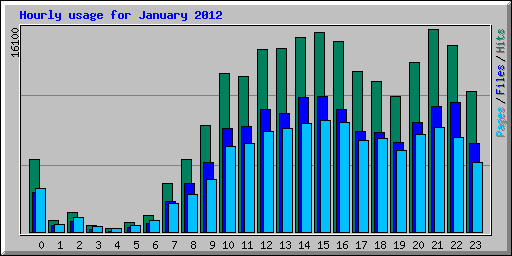 Hourly usage for January 2012
16100
Pages/Files/Hits
0 1 2 3 4 5 6 7 8 9 10 11 12 13 14 15 16 17 18 19 20 21 22 23